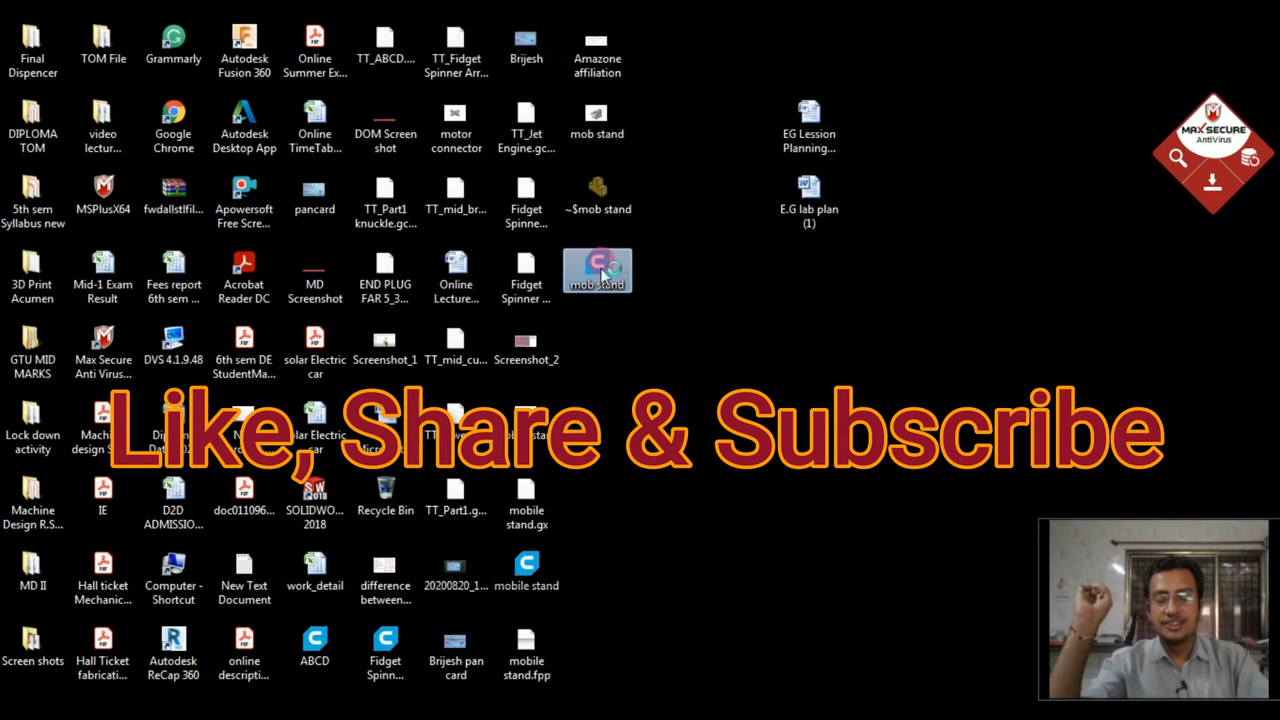 Final
Dispencer
TOM File
Grammarly
Autodesk
Fusion 360
Online
Summer Ex...
TT_ABCD....
TT_Fidget
Spinner Arr...
Brijesh
Amazone
affiliation
DIPLOMA
TOM
video
lectur...
Google
Chrome
Autodesk
Desktop App
Online
TimeTab...
DOM Screen
shot
motor
connector
TT_Jet
Engine.gc...
mob stand
EG Lession
Planning...
MAX SECURE
AntiVirus
5th sem
Syllabus new
MSPlusX64
fwdallstlfil...
Apowersoft
Free Scre...
pancard
TT_Part1
knuckle.gc...
TT_mid_br...
Fidget
Spinne...
~$mob stand
E.G lab plan
(1)
3D Print
Acumen
Mid-1 Exam
Result
Fees report
6th sem ...
Acrobat
Reader DC
MD
Screenshot
END PLUG
FAR 5_3...
Online
Lecture...
Fidget
Spinner ...
mob stand
GTU MID
MARKS
Max Secure
Anti Virus...
DVS 4.1.9.48
6th sem DE
StudentMa...
solar Electric
car
Screenshot_1
TT_mid_cu...
Screenshot_2
Like, Share & Subscribe
Lock down
activity
Machine
Design R.S...
IE
D2D
ADMISSIO...
doc011096...
SOLIDWO...
2018
Recycle Bin
TT_Part1.g...
mobile
stand.gx
MD II
Hall ticket
Mechanic...
Computer -
Shortcut
New Text
Document
work_detail
difference
between...
20200820_1...
mobile stand
Screen shots
Hall Ticket
fabricati...
Autodesk
ReCap 360
online
descripti...
ABCD
Fidget
Spinn...
Brijesh pan
card
mobile
stand.fpp